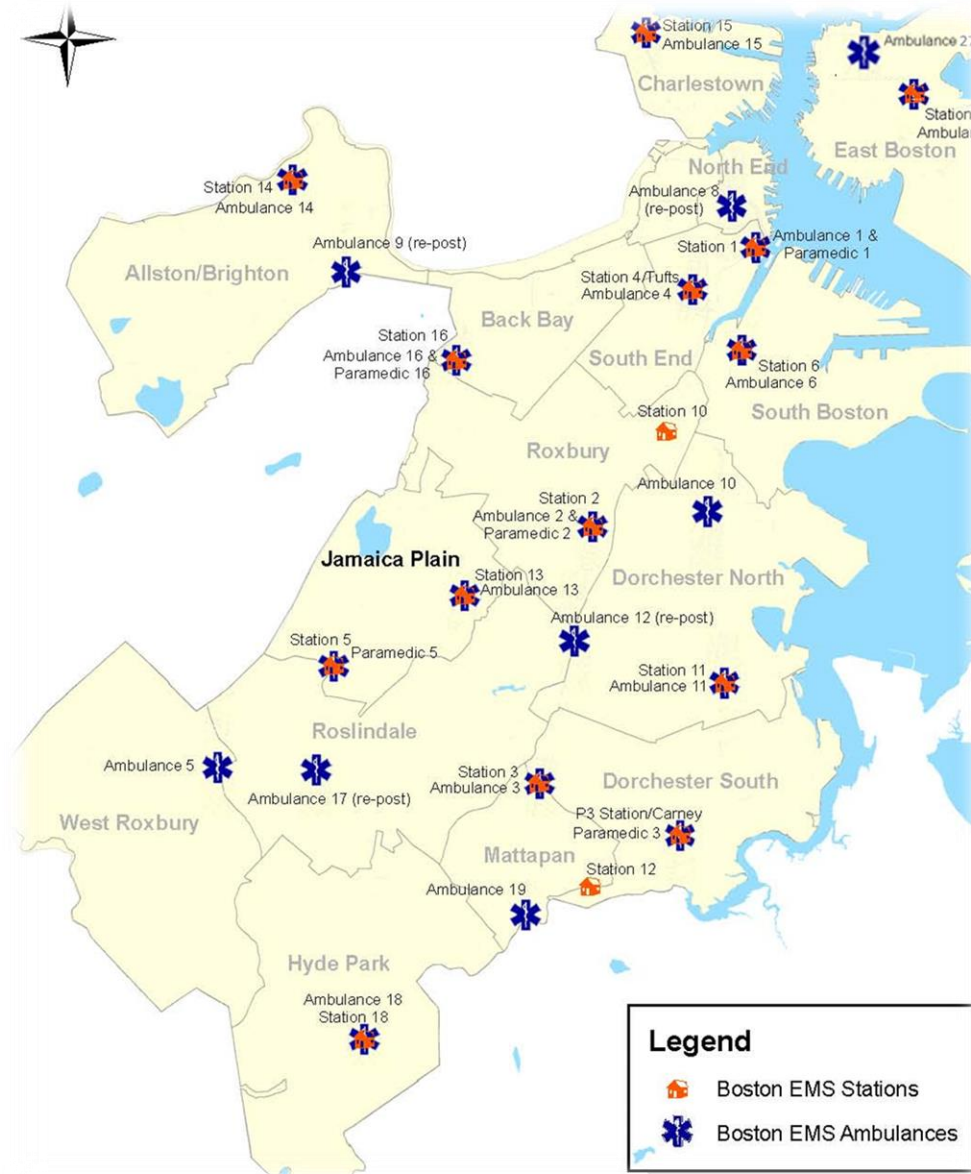 Station 15
Ambulance 15
Charlestown
Ambulance 27
Station
East Boston
North End
Ambulance 8
(re-post)
Station 14
Ambulance 14
Ambulance 9 (re-post)
Allston/Brighton
Station 1
Ambulance 1 &
Paramedic 1
Station 4/Tufts
Ambulance 4
Back Bay
Station 16
Ambulance 16 &
Paramedic 16
South End
Station 6
Ambulance 6
South Boston
Station 10
Roxbury
Ambulance 10
Station 2
Ambulance 2 &
Paramedic 2
Jamaica Plain
Station 13
Ambulance 13
Dorchester North
Ambulance 12 (re-post)
Station 5
Paramedic 5
Station 11
Ambulance 11
Roslindale
Ambulance 5
Ambulance 17 (re-post)
Station 3
Ambulance 3
Dorchester South
West Roxbury
P3 Station/Carney
Paramedic 3
Mattapan
Station 12
Ambulance 19
Hyde Park
Ambulance 18
Station 18
Legend
Boston EMS Stations
Boston EMS Ambulances